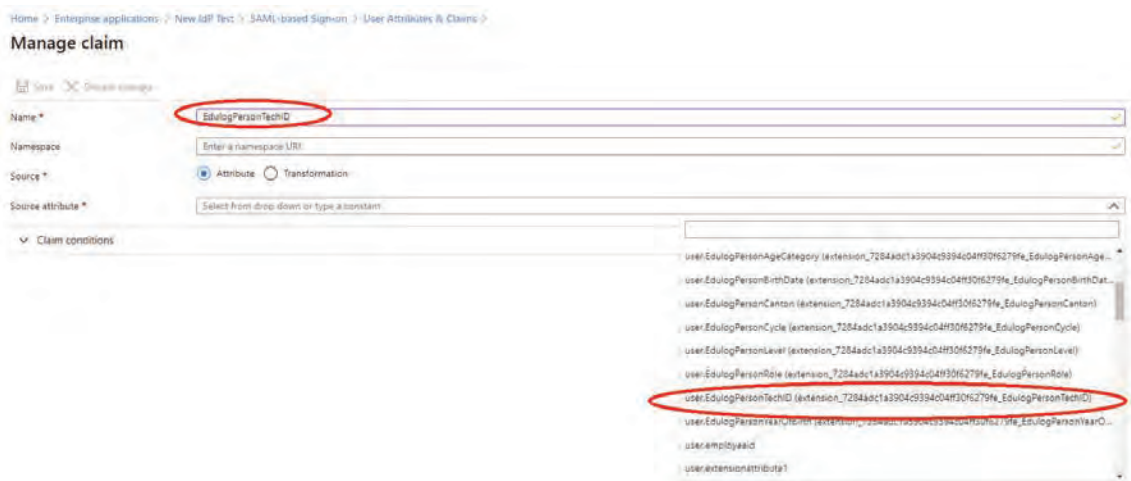 Home > Enterprise applications > New IdP Test > SAML-based Sign-on > User Attributes & Claims >
Manage claim
Save Discard changes
Name * EdulogPersonTechID
Namespace Enter a namespace URI
Source * Attribute Transformation
Source attribute * Select from drop down or type a constant
Claim conditions
user.EdulogPersonAgeCategory (extension_7284adc1a3904c9394c04ff30f6279fe_EdulogPersonAge...
user.EdulogPersonBirthDate (extension_7284adc1a3904c9394c04ff30f6279fe_EdulogPersonBirthDat...
user.EdulogPersonCanton (extension_7284adc1a3904c9394c04ff30f6279fe_EdulogPersonCanton)
user.EdulogPersonCycle (extension_7284adc1a3904c9394c04ff30f6279fe_EdulogPersonCycle)
user.EdulogPersonLevel (extension_7284adc1a3904c9394c04ff30f6279fe_EdulogPersonLevel)
user.EdulogPersonRole (extension_7284adc1a3904c9394c04ff30f6279fe_EdulogPersonRole)
user.EdulogPersonTechID (extension_7284adc1a3904c9394c04ff30f6279fe_EdulogPersonTechID)
user.EdulogPersonYearOfBirth (extension_7284adc1a3904c9394c04ff30f6279fe_EdulogPersonYearO...
user.employeeid
user.extensionattribute1